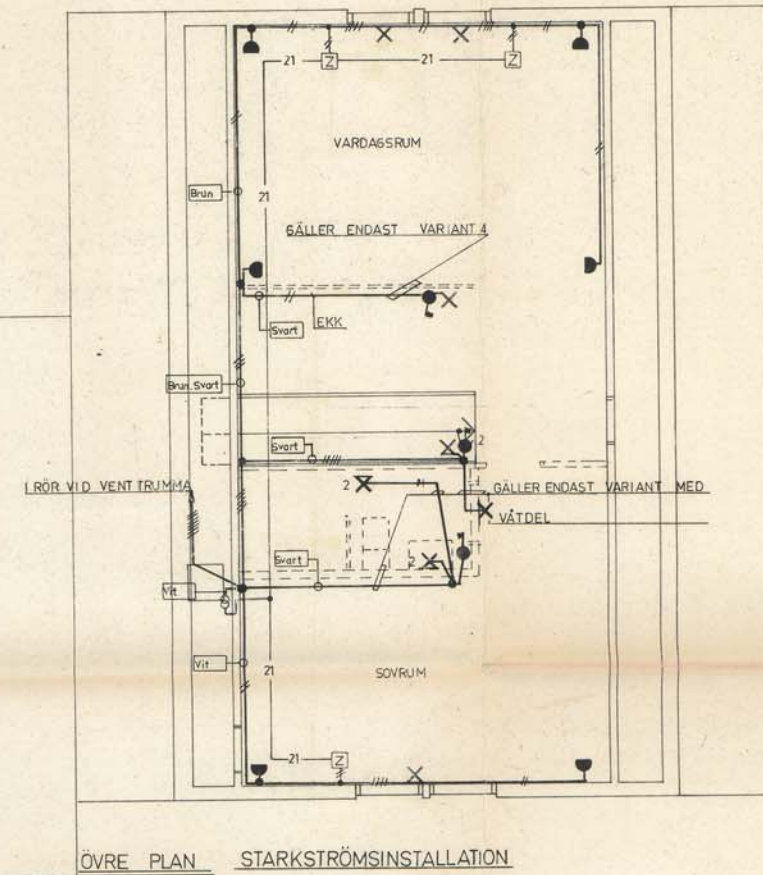 21
21
Z
Z
VARDAGSRUM
Brun
21
GÄLLER ENDAST VARIANT 4
Svart
EKK
Brun. Svart
2
Svart
I RÖR VID VENT TRUMMA
2
GÄLLER ENDAST VARIANT MED
VÅTDEL
Svart
2
Vit
Vit
21
SOVRUM
21
Z
ÖVRE PLAN STARKSTRÖMSINSTALLATION